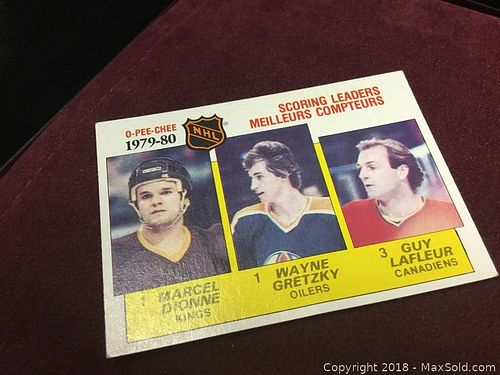 O-PEE-CHEE
1979-80
NHL
®
SCORING LEADERS
MEILLEURS COMPTEURS
1 MARCEL
DIONNE
KINGS
1 WAYNE
GRETZKY
OILERS
3 GUY
LAFLEUR
CANADIENS
Copyright © 2018 - MaxSold.com